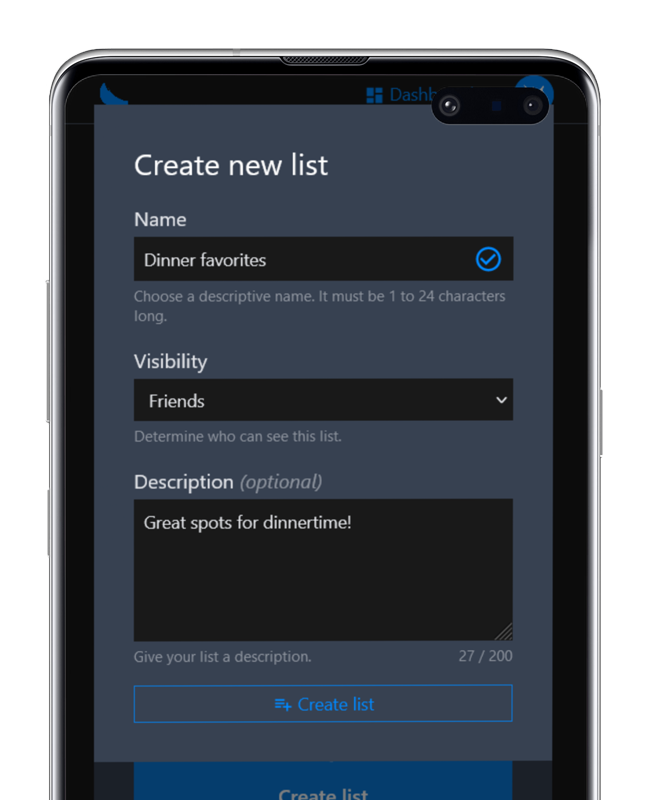 Create new list
Name
Dinner favorites
Choose a descriptive name. It must be 1 to 24 characters
long.
Visibility
Friends
Determine who can see this list.
Description (optional)
Great spots for dinnertime!
Give your list a description. 27 / 200
Create list
Create list